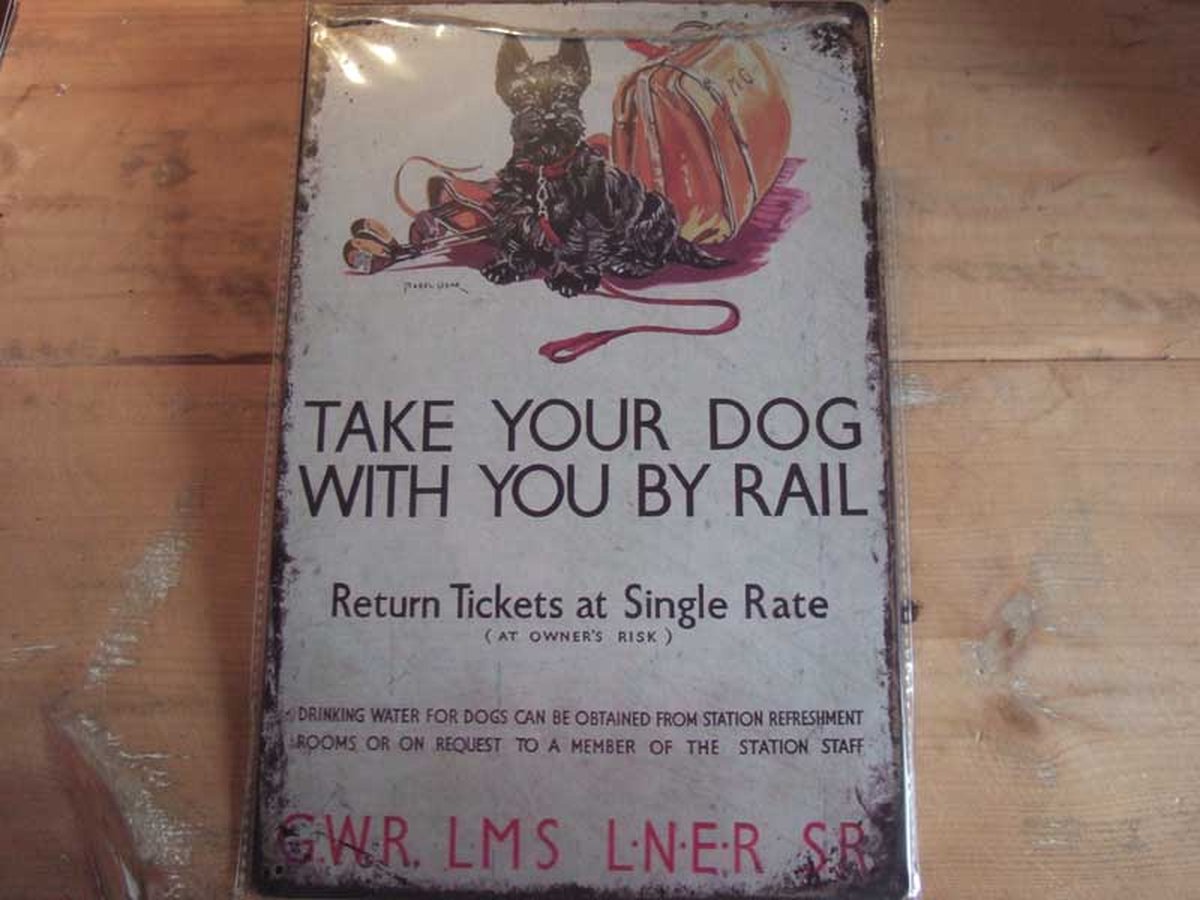 TAKE YOUR DOG
WITH YOU BY RAIL
Return Tickets at Single Rate
(AT OWNER'S RISK)
DRINKING WATER FOR DOGS CAN BE OBTAINED FROM STATION REFRESHMENT
ROOMS OR ON REQUEST TO A MEMBER OF THE STATION STAFF
G.W.R. LMS L·N·E·R SR